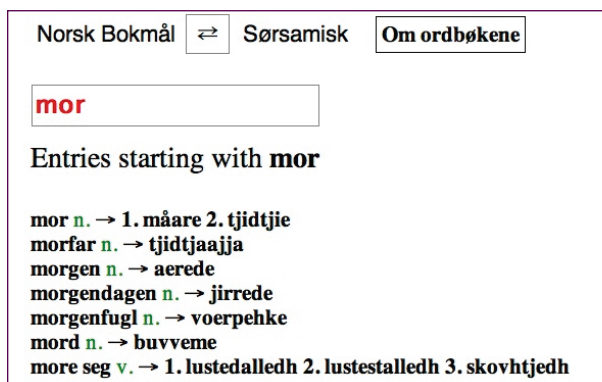 Norsk Bokmål ⇄ Sørsamisk Om ordbøkene
mor
Entries starting with mor
mor n. → 1. måare 2. tjidtjie
morfar n. → tjidtjaajja
morgen n. → aerede
morgendagen n. → jirrede
morgenfugl n. → voerpehke
mord n. → buvveme
more seg v. → 1. lustedalledh 2. lustestalledh 3. skovhtjedh